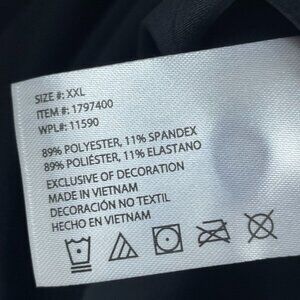 SIZE #: XXL
ITEM #: 1797400
WPL#: 11590
89% POLYESTER, 11% SPANDEX
89% POLIÉSTER, 11% ELASTANO
EXCLUSIVE OF DECORATION
MADE IN VIETNAM
DECORACIÓN NO TEXTIL
HECHO EN VIETNAM